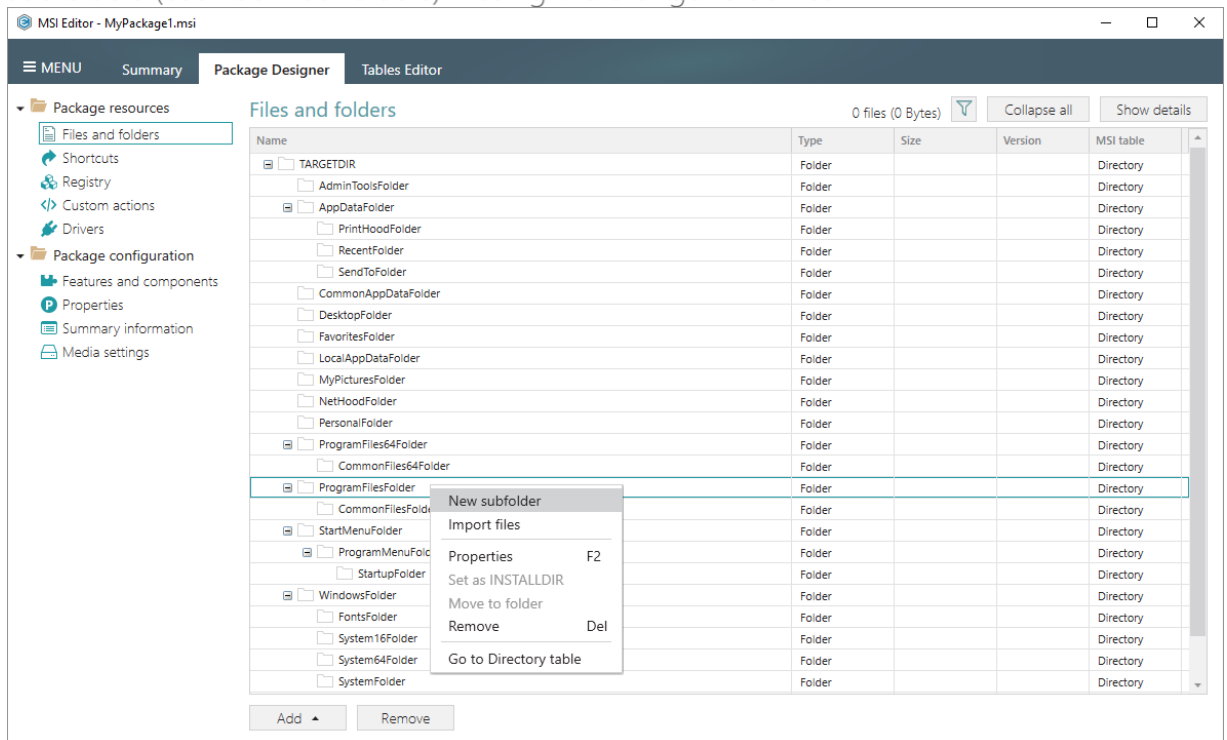 MSI Editor - MyPackage1.msi
MENU Summary Package Designer Tables Editor
Package resources
Files and folders
Shortcuts
Registry
Custom actions
Drivers
Package configuration
Features and components
Properties
Summary information
Media settings
Files and folders 0 files (0 Bytes) Collapse all Show details
Name Type Size Version MSI table
TARGETDIR Folder Directory
AdminToolsFolder Folder Directory
AppDataFolder Folder Directory
PrintHoodFolder Folder Directory
RecentFolder Folder Directory
SendToFolder Folder Directory
CommonAppDataFolder Folder Directory
DesktopFolder Folder Directory
FavoritesFolder Folder Directory
LocalAppDataFolder Folder Directory
MyPicturesFolder Folder Directory
NetHoodFolder Folder Directory
PersonalFolder Folder Directory
ProgramFiles64Folder Folder Directory
CommonFiles64Folder Folder Directory
ProgramFilesFolder Folder Directory
CommonFilesFolde Folder Directory
StartMenuFolder Folder Directory
ProgramMenuFold Folder Directory
StartupFolder Folder Directory
WindowsFolder Folder Directory
FontsFolder Folder Directory
System16Folder Folder Directory
System64Folder Folder Directory
SystemFolder Folder Directory
New subfolder
Import files
Properties F2
Set as INSTALLDIR
Move to folder
Remove Del
Go to Directory table
Add Remove